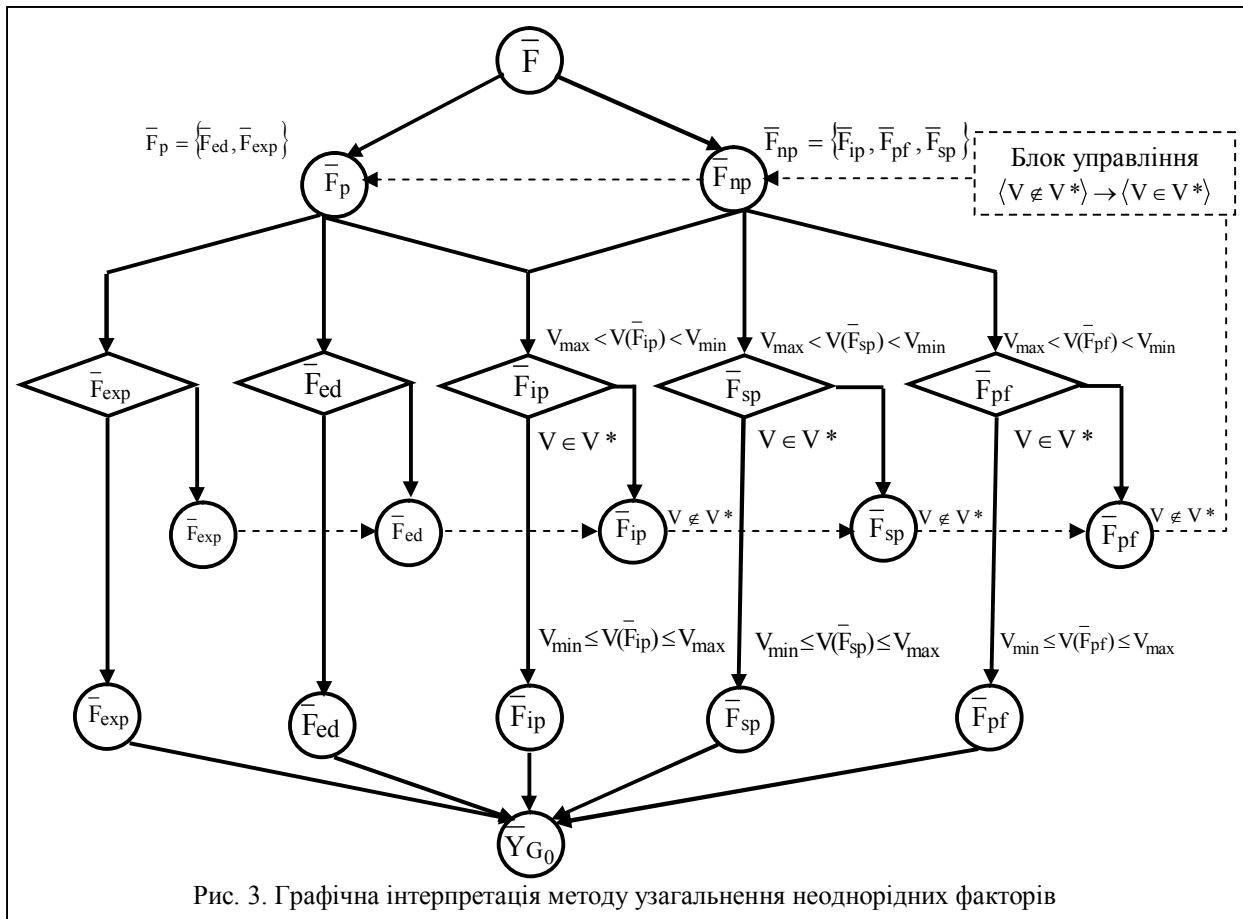 F̅
F̅p = {F̅ed, F̅exp}
F̅np = {F̅ip, F̅pf, F̅sp}
Блок управління
⟨V ∉ V*⟩ → ⟨V ∈ V*⟩
F̅p
F̅np
Vmax < V(F̅ip) < Vmin
Vmax < V(F̅sp) < Vmin
Vmax < V(F̅pf) < Vmin
F̅exp
F̅ed
F̅ip
F̅sp
F̅pf
V ∈ V*
V ∈ V*
V ∈ V*
F̅exp
F̅ed
F̅ip
V ∉ V*
F̅sp
V ∉ V*
F̅pf
V ∉ V*
Vmin ≤ V(F̅ip) ≤ Vmax
Vmin ≤ V(F̅sp) ≤ Vmax
Vmin ≤ V(F̅pf) ≤ Vmax
F̅exp
F̅ed
F̅ip
F̅sp
F̅pf
Y̅G₀
Рис. 3. Графічна інтерпретація методу узагальнення неоднорідних факторів